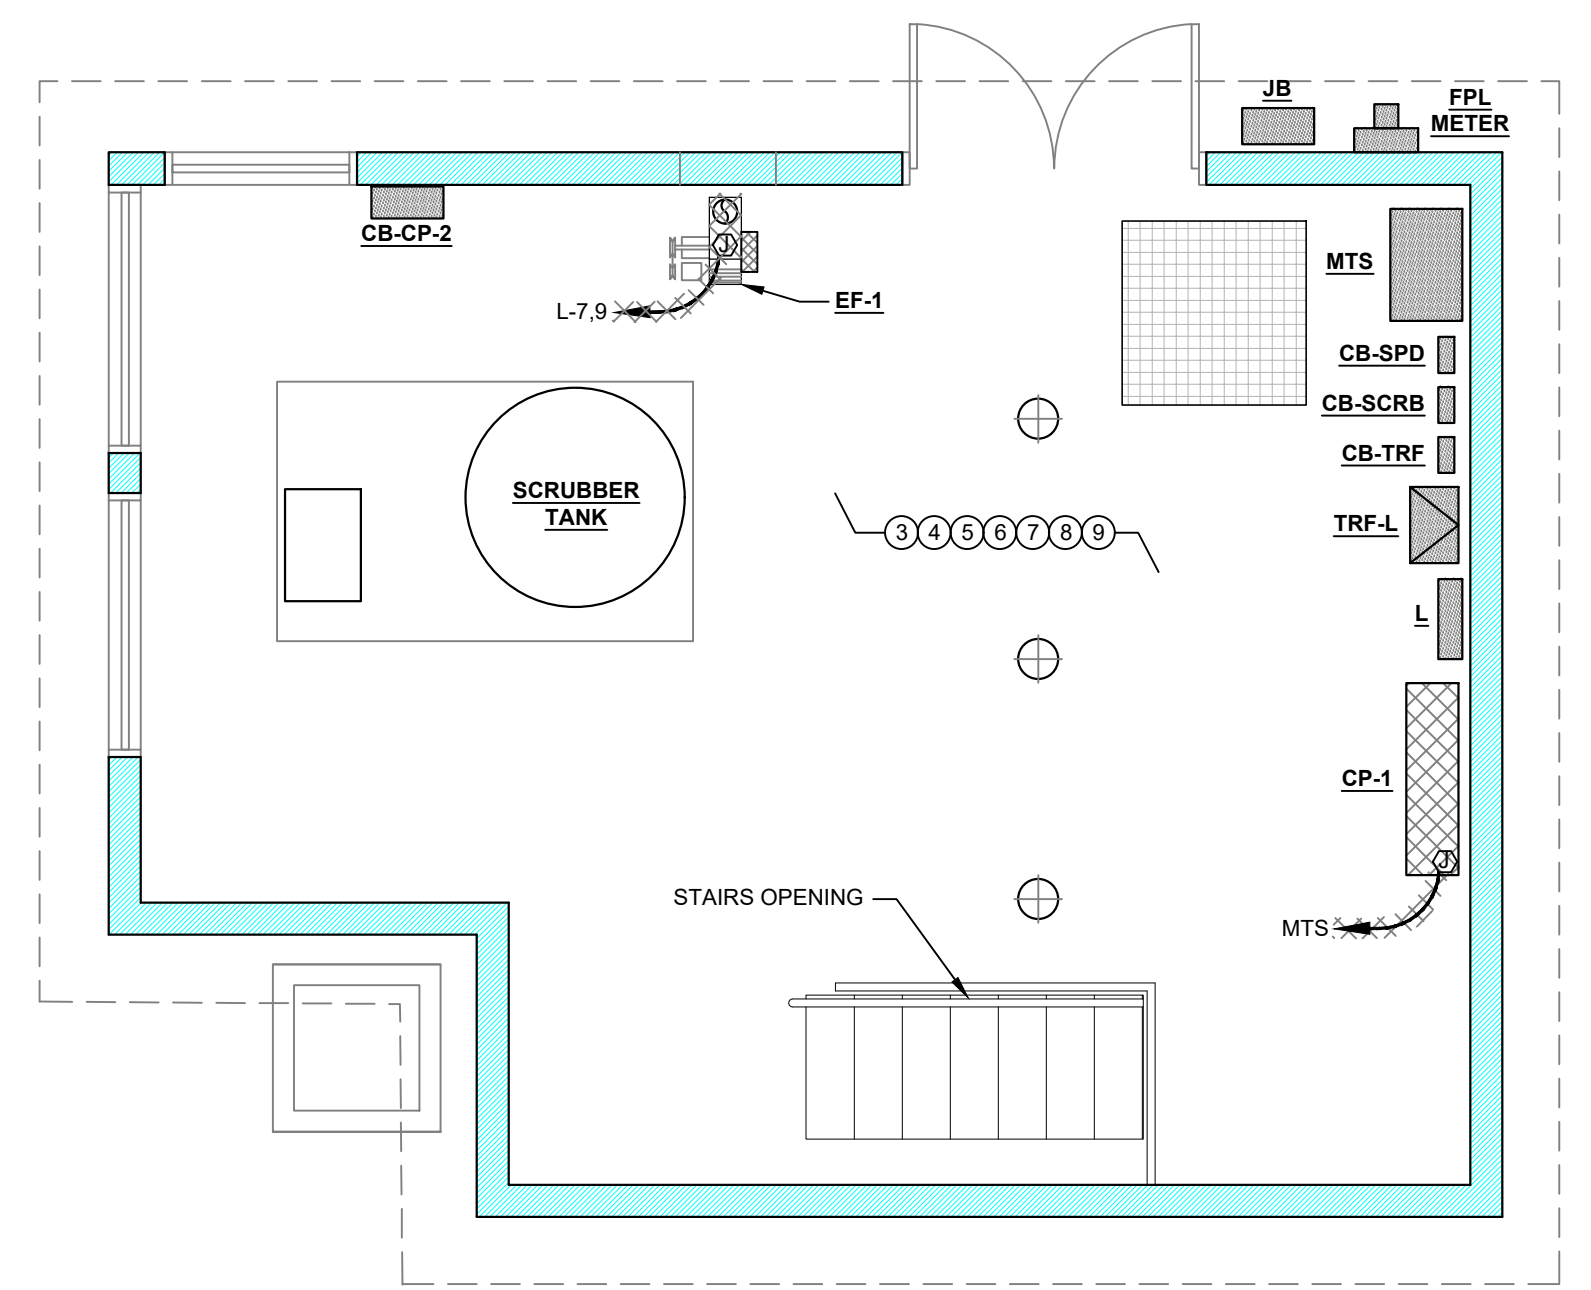 JB
FPL
METER
CB-CP-2
J
MTS
EF-1
L-7,9
CB-SPD
CB-SCRB
CB-TRF
SCRUBBER
TANK
3 4 5 6 7 8 9
TRF-L
L
CP-1
J
STAIRS OPENING
MTS